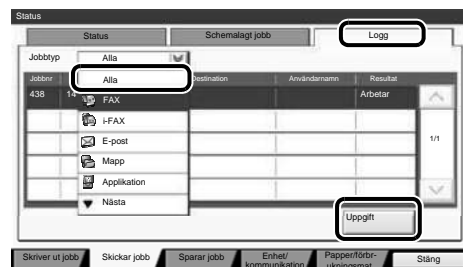 Status
Status Schemalagt jobb Logg
Jobbtyp Alla
Jobbnr Destination Användarnamn Resultat
Alla
438 14 Arbetar
FAX
i-FAX
E-post 1/1
Mapp
Applikation
Nästa
Uppgift
Skriver ut jobb Skickar jobb Sparar jobb Enhet/ kommunikation Papper/förbr- ukningsmat. Stäng